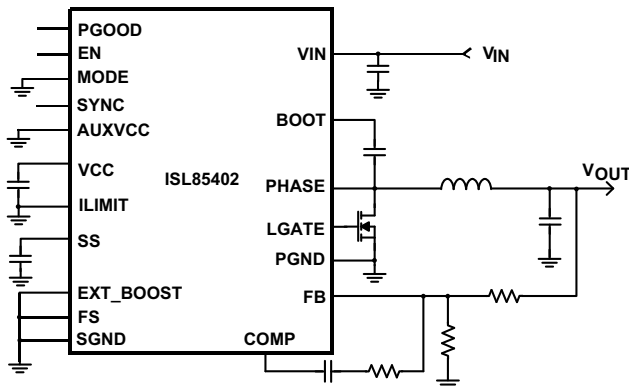 PGOOD
EN
MODE
SYNC
AUXVCC
VCC
ILIMIT
SS
EXT_BOOST
FS
SGND
ISL85402
VIN
BOOT
PHASE
LGATE
PGND
FB
COMP
VIN
VOUT